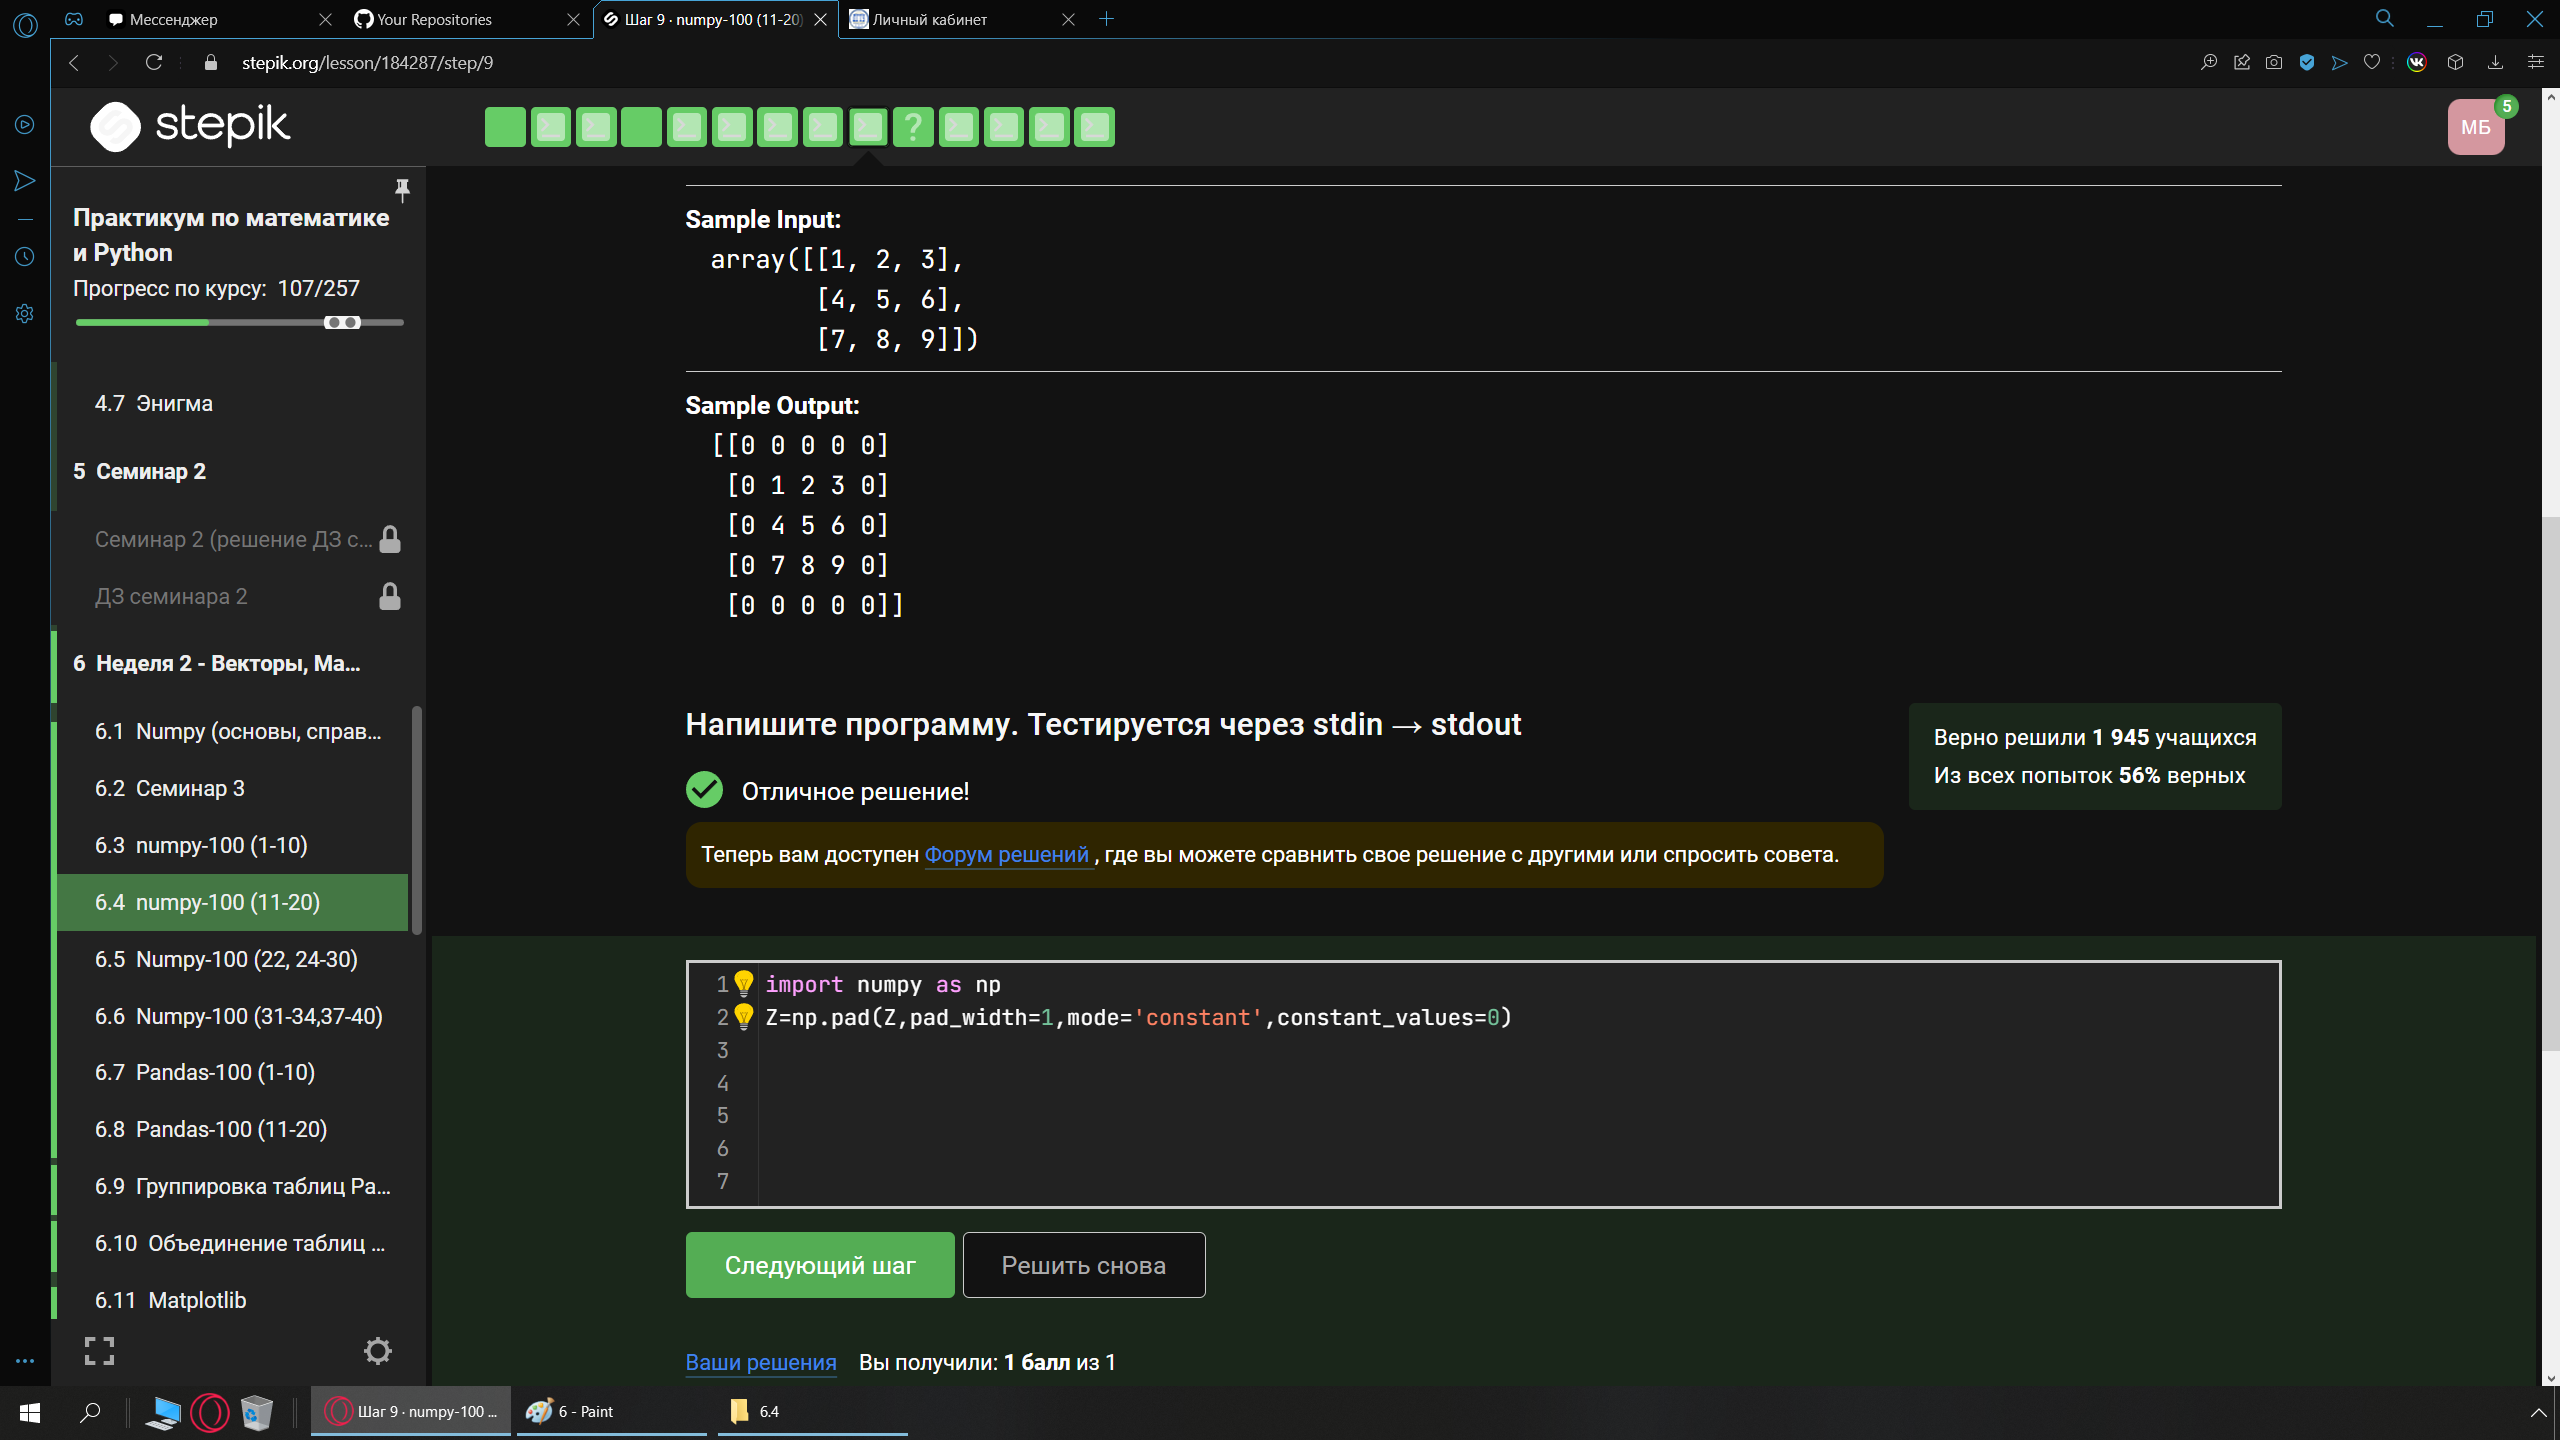 Мессенджер
Your Repositories
Шаг 9 · numpy-100 (11-20)
Личный кабинет
stepik.org/lesson/184287/step/9
stepik
МБ
5
Практикум по математике
и Python
Прогресс по курсу: 107/257
4.7 Энигма
5 Семинар 2
Семинар 2 (решение ДЗ с...
ДЗ семинара 2
6 Неделя 2 - Векторы, Ма...
6.1 Numpy (основы, справ...
6.2 Семинар 3
6.3 numpy-100 (1-10)
6.4 numpy-100 (11-20)
6.5 Numpy-100 (22, 24-30)
6.6 Numpy-100 (31-34,37-40)
6.7 Pandas-100 (1-10)
6.8 Pandas-100 (11-20)
6.9 Группировка таблиц Pa...
6.10 Объединение таблиц ...
6.11 Matplotlib
Sample Input:
array([[1, 2, 3],
[4, 5, 6],
[7, 8, 9]])
Sample Output:
[[0 0 0 0 0]
[0 1 2 3 0]
[0 4 5 6 0]
[0 7 8 9 0]
[0 0 0 0 0]]
Напишите программу. Тестируется через stdin → stdout
Верно решили 1 945 учащихся
Из всех попыток 56% верных
Отличное решение!
Теперь вам доступен Форум решений , где вы можете сравнить свое решение с другими или спросить совета.
1 import numpy as np
2 Z=np.pad(Z,pad_width=1,mode='constant',constant_values=0)
3
4
5
6
7
Следующий шаг
Решить снова
Ваши решения Вы получили: 1 балл из 1
Шаг 9 · numpy-100 ...
6 - Paint
6.4